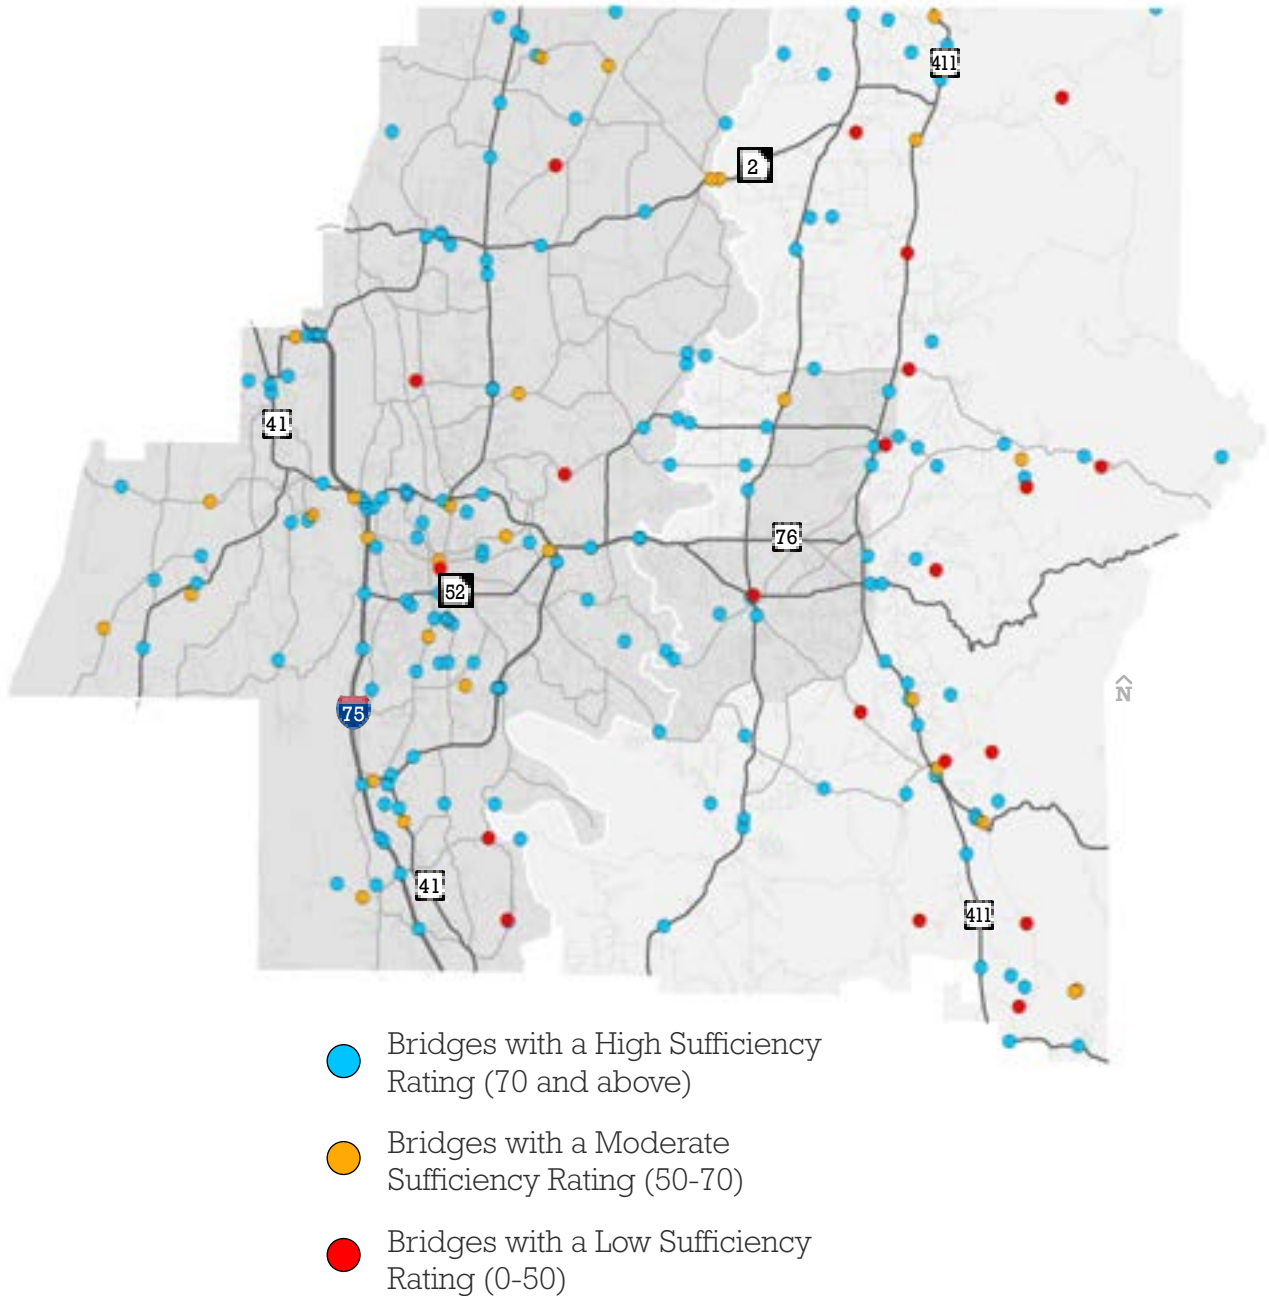 411
2
41
76
52
N
75
41
411
Bridges with a High Sufficiency
Rating (70 and above)
Bridges with a Moderate
Sufficiency Rating (50-70)
Bridges with a Low Sufficiency
Rating (0-50)